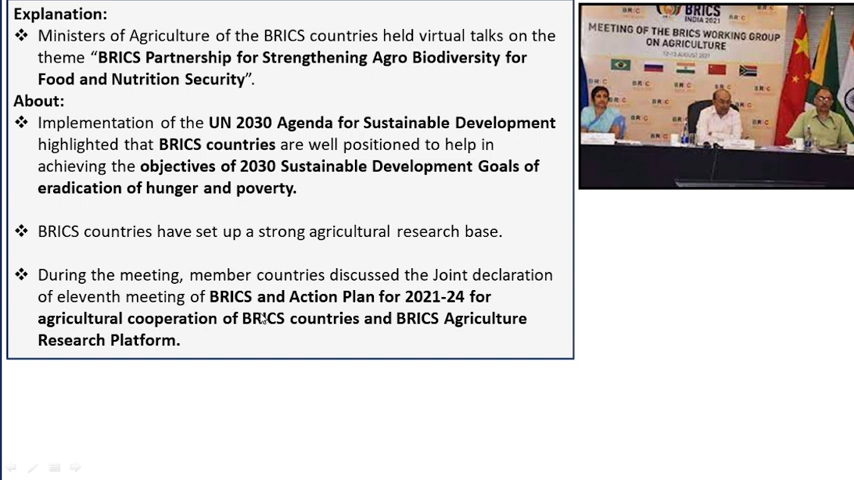 Explanation:
❖ Ministers of Agriculture of the BRICS countries held virtual talks on the
theme “BRICS Partnership for Strengthening Agro Biodiversity for
Food and Nutrition Security”.
About:
❖ Implementation of the UN 2030 Agenda for Sustainable Development
highlighted that BRICS countries are well positioned to help in
achieving the objectives of 2030 Sustainable Development Goals of
eradication of hunger and poverty.
❖ BRICS countries have set up a strong agricultural research base.
❖ During the meeting, member countries discussed the Joint declaration
of eleventh meeting of BRICS and Action Plan for 2021-24 for
agricultural cooperation of BRICS countries and BRICS Agriculture
Research Platform.
BRICS
INDIA 2021
MEETING OF THE BRICS WORKING GROUP
ON AGRICULTURE
12-13 AUGUST 2021